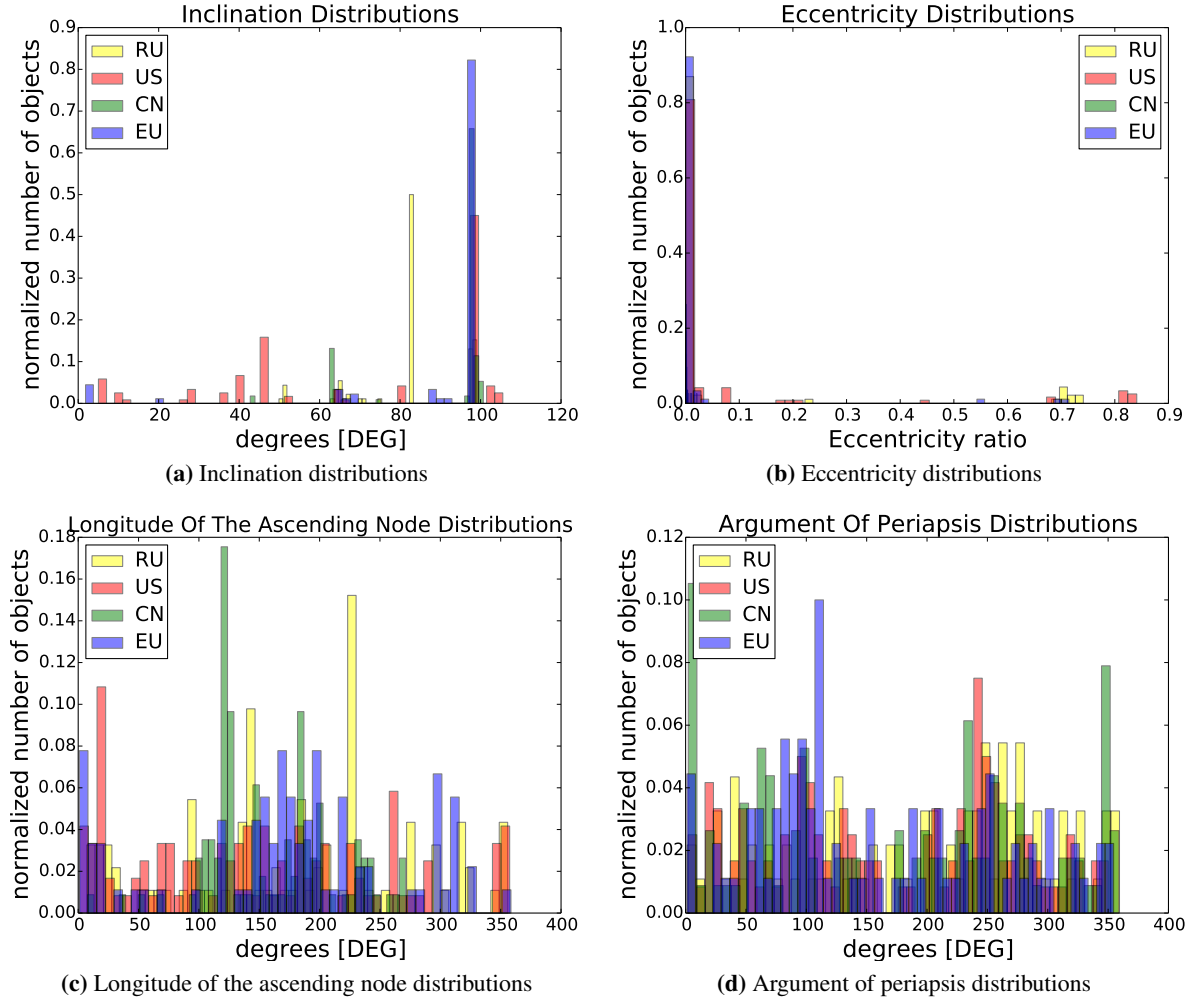 Inclination Distributions
normalized number of objects
0.9
0.8
0.7
0.6
0.5
0.4
0.3
0.2
0.1
0.0
RU
US
CN
EU
0 20 40 60 80 100 120
degrees [DEG]
(a) Inclination distributions
Eccentricity Distributions
normalized number of objects
1.0
0.8
0.6
0.4
0.2
0.0
RU
US
CN
EU
0.0 0.1 0.2 0.3 0.4 0.5 0.6 0.7 0.8 0.9
Eccentricity ratio
(b) Eccentricity distributions
Longitude Of The Ascending Node Distributions
normalized number of objects
0.18
0.16
0.14
0.12
0.10
0.08
0.06
0.04
0.02
0.00
RU
US
CN
EU
0 50 100 150 200 250 300 350 400
degrees [DEG]
(c) Longitude of the ascending node distributions
Argument Of Periapsis Distributions
normalized number of objects
0.12
0.10
0.08
0.06
0.04
0.02
0.00
RU
US
CN
EU
0 50 100 150 200 250 300 350 400
degrees [DEG]
(d) Argument of periapsis distributions